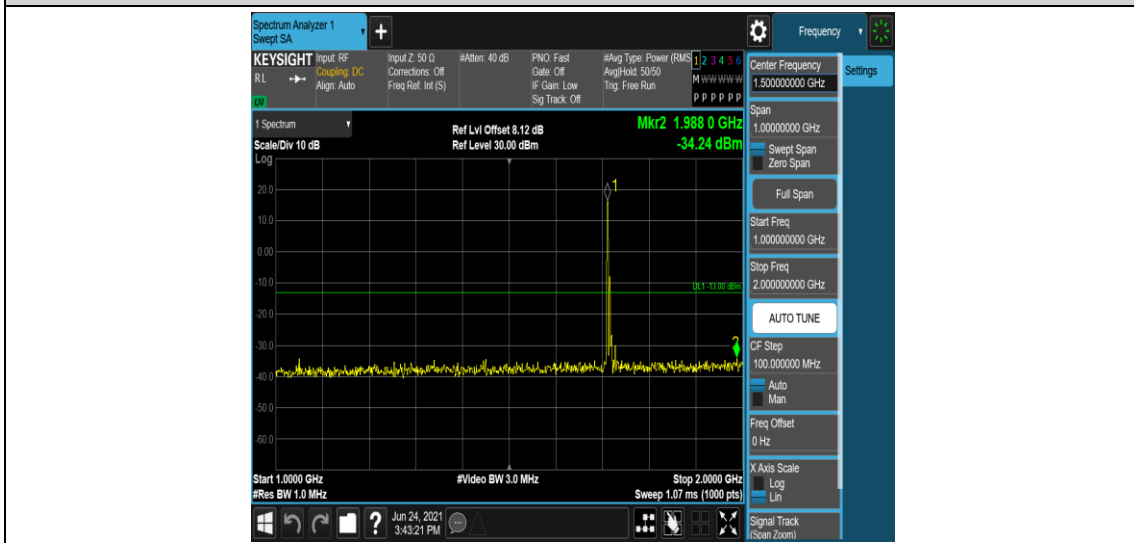 Spectrum Analyzer 1
Swept SA
+
Frequency
KEYSIGHT
RL
LXI
Input: RF
Coupling: DC
Align: Auto
Input Z: 50 Ω
Corrections: Off
Freq Ref: Int (S)
#Atten: 40 dB
PNO: Fast
Gate: Off
IF Gain: Low
Sig Track: Off
#Avg Type: Power (RMS
Avg|Hold: 50/50
Trig: Free Run
1 2 3 4 5 6
M W W W W W
P P P P P P
1 Spectrum
Scale/Div 10 dB
Ref Lvl Offset 8.12 dB
Ref Level 30.00 dBm
Mkr2 1.988 0 GHz
-34.24 dBm
Log
20.0
10.0
0.00
-10.0
-20.0
-30.0
-40.0
-50.0
-60.0
1
DL1 -13.00 dBm
2
Start 1.0000 GHz
#Res BW 1.0 MHz
#Video BW 3.0 MHz
Stop 2.0000 GHz
Sweep 1.07 ms (1000 pts)
?
Jun 24, 2021
3:43:21 PM
Center Frequency
1.500000000 GHz
Span
1.00000000 GHz
Swept Span
Zero Span
Full Span
Start Freq
1.000000000 GHz
Stop Freq
2.000000000 GHz
AUTO TUNE
CF Step
100.000000 MHz
Auto
Man
Freq Offset
0 Hz
X Axis Scale
Log
Lin
Signal Track
(Span Zoom)
Settings